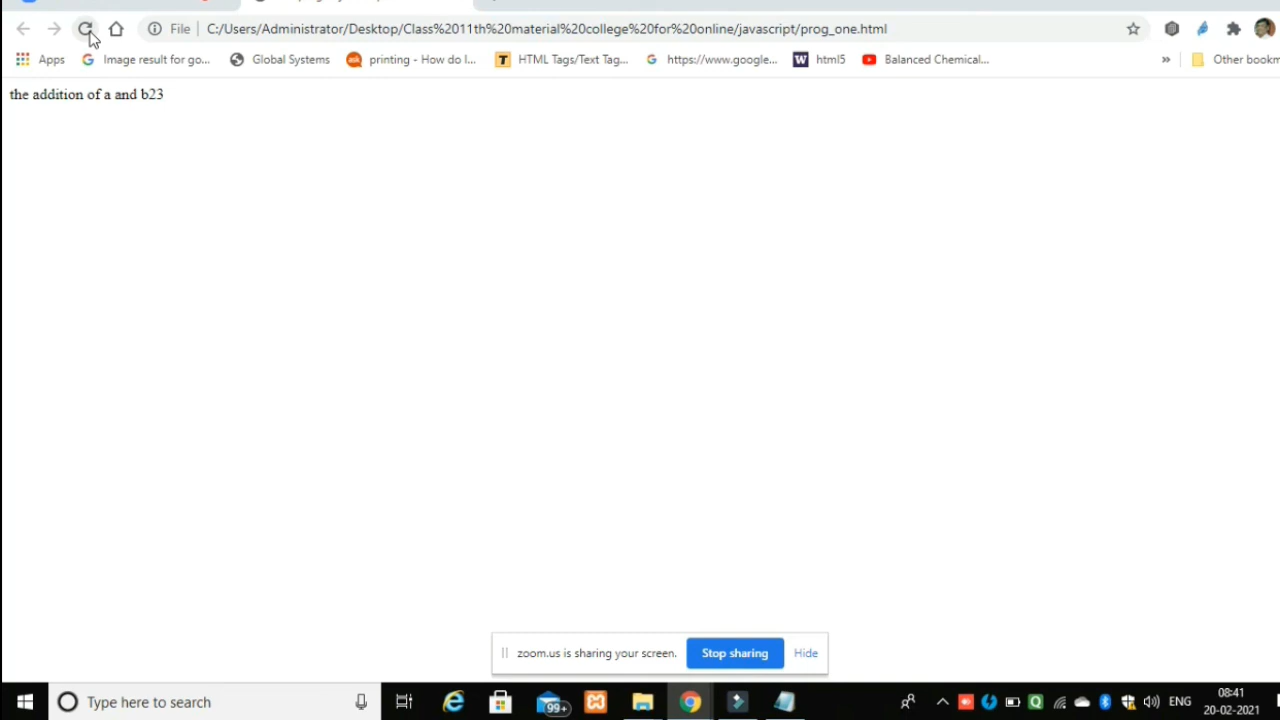 File | C:/Users/Administrator/Desktop/Class%2011th%20material%20college%20for%20online/javascript/prog_one.html
Apps Image result for go... Global Systems ask printing - How do I... T HTML Tags/Text Tag... https://www.google... W html5 Balanced Chemical... » Other bookm
the addition of a and b23
zoom.us is sharing your screen. Stop sharing Hide
Type here to search 99+ ENG 08:41
20-02-2021